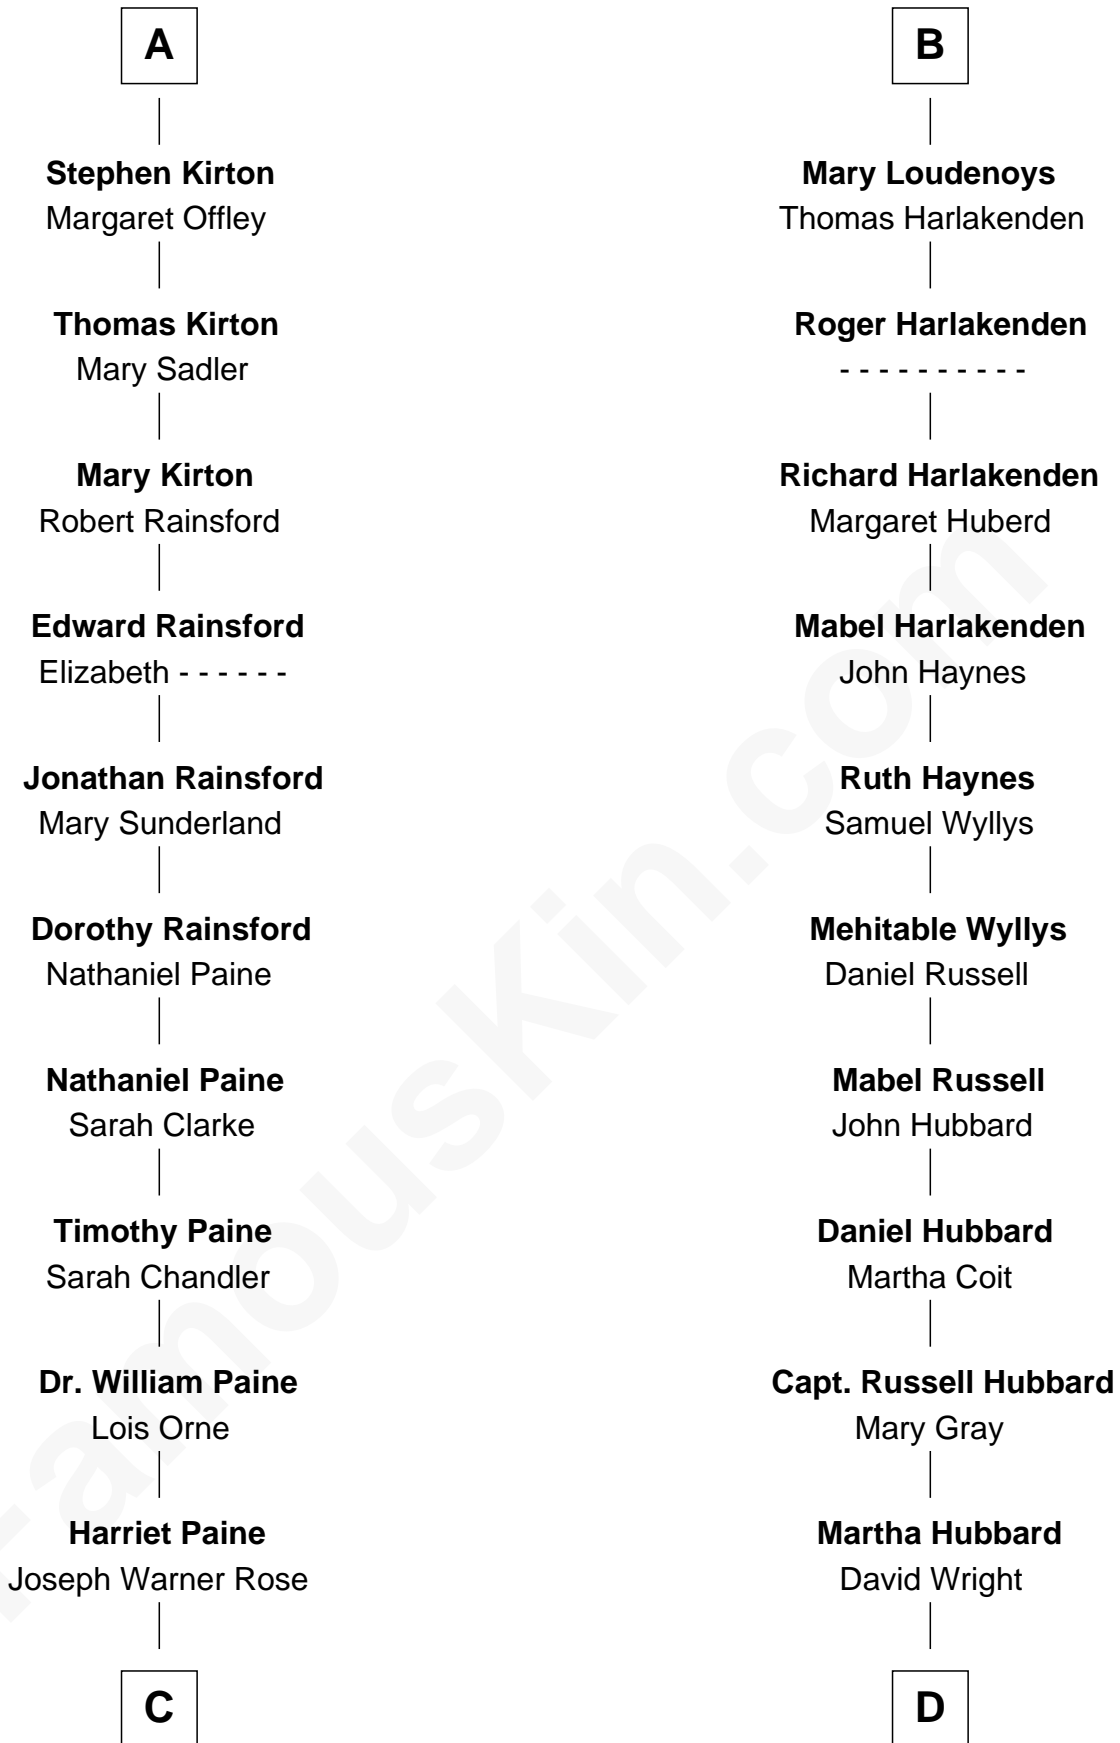 A
Stephen Kirton
Margaret Offley
Thomas Kirton
Mary Sadler
Mary Kirton
Robert Rainsford
Edward Rainsford
Elizabeth - - - - - -
Jonathan Rainsford
Mary Sunderland
Dorothy Rainsford
Nathaniel Paine
Nathaniel Paine
Sarah Clarke
Timothy Paine
Sarah Chandler
Dr. William Paine
Lois Orne
Harriet Paine
Joseph Warner Rose
C
B
Mary Loudenoys
Thomas Harlakenden
Roger Harlakenden
- - - - - - - - - -
Richard Harlakenden
Margaret Huberd
Mabel Harlakenden
John Haynes
Ruth Haynes
Samuel Wyllys
Mehitable Wyllys
Daniel Russell
Mabel Russell
John Hubbard
Daniel Hubbard
Martha Coit
Capt. Russell Hubbard
Mary Gray
Martha Hubbard
David Wright
D
FamousKin.com